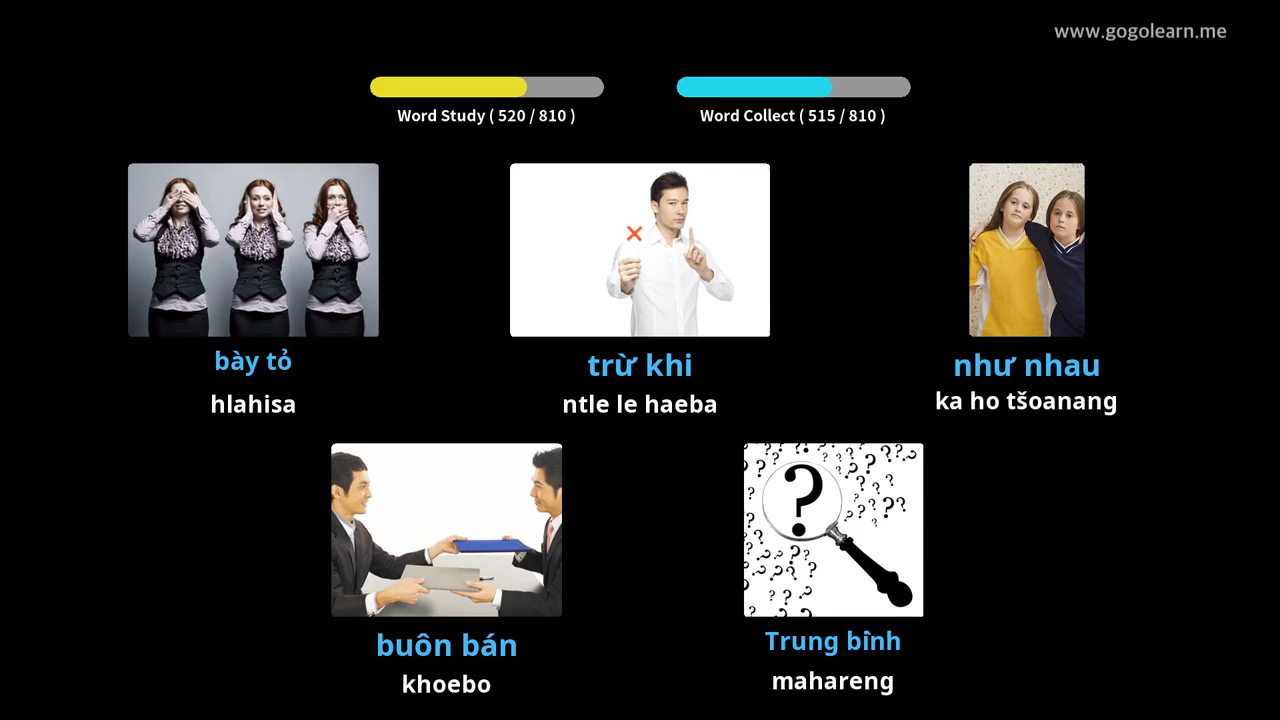 www.gogolearn.me
Word Study ( 520 / 810 )
Word Collect ( 515 / 810 )
bày tỏ
hlahisa
trừ khi
ntle le haeba
như nhau
ka ho tšoanang
buôn bán
khoebo
Trung bình
mahareng